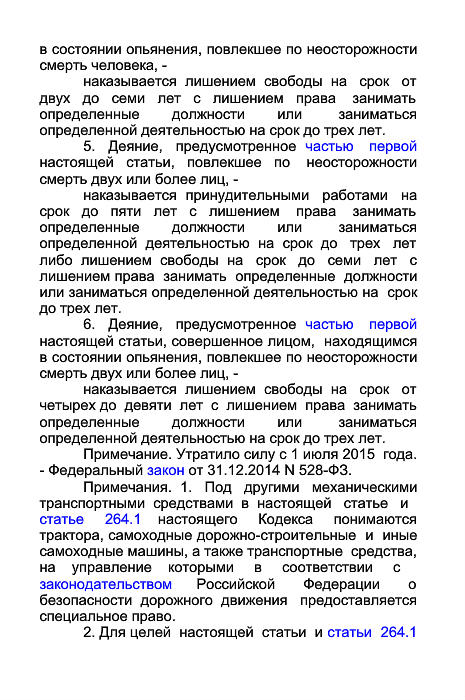 в состоянии опьянения, повлекшее по неосторожности
смерть человека, -
наказывается лишением свободы на срок от
двух до семи лет с лишением права занимать
определенные должности или заниматься
определенной деятельностью на срок до трех лет.
5. Деяние, предусмотренное частью первой
настоящей статьи, повлекшее по неосторожности
смерть двух или более лиц, -
наказывается принудительными работами на
срок до пяти лет с лишением права занимать
определенные должности или заниматься
определенной деятельностью на срок до трех лет
либо лишением свободы на срок до семи лет с
лишением права занимать определенные должности
или заниматься определенной деятельностью на срок
до трех лет.
6. Деяние, предусмотренное частью первой
настоящей статьи, совершенное лицом, находящимся
в состоянии опьянения, повлекшее по неосторожности
смерть двух или более лиц, -
наказывается лишением свободы на срок от
четырех до девяти лет с лишением права занимать
определенные должности или заниматься
определенной деятельностью на срок до трех лет.
Примечание. Утратило силу с 1 июля 2015 года.
- Федеральный закон от 31.12.2014 N 528-ФЗ.
Примечания. 1. Под другими механическими
транспортными средствами в настоящей статье и
статье 264.1 настоящего Кодекса понимаются
трактора, самоходные дорожно-строительные и иные
самоходные машины, а также транспортные средства,
на управление которыми в соответствии с
законодательством Российской Федерации о
безопасности дорожного движения предоставляется
специальное право.
2. Для целей настоящей статьи и статьи 264.1